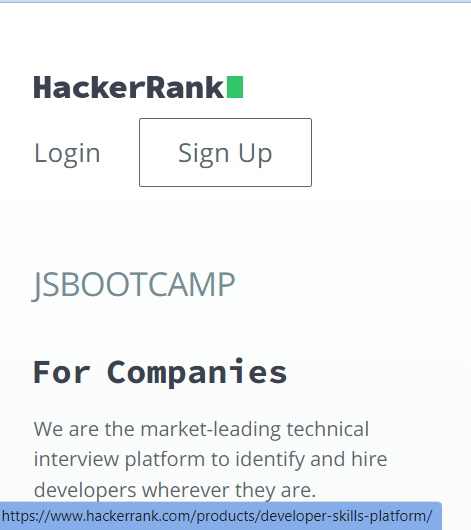 HackerRank
Login
Sign Up
JSBOOTCAMP
For Companies
We are the market-leading technical
interview platform to identify and hire
developers wherever they are.
https://www.hackerrank.com/products/developer-skills-platform/